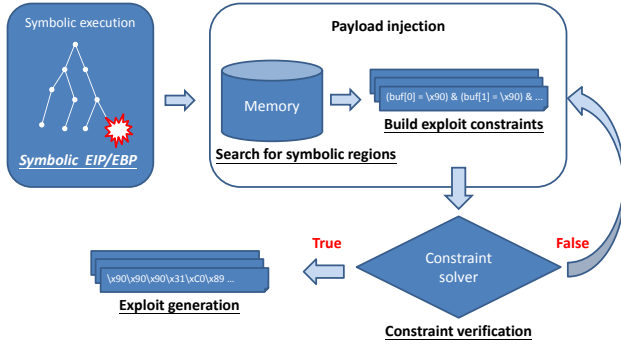 Symbolic execution
Symbolic EIP/EBP
Payload injection
Memory
Search for symbolic regions
(buf[0] = \x90) & (buf[1] = \x90) & ...
Build exploit constraints
True
False
Constraint
solver
Constraint verification
\x90\x90\x90\x31\xC0\x89 ...
Exploit generation